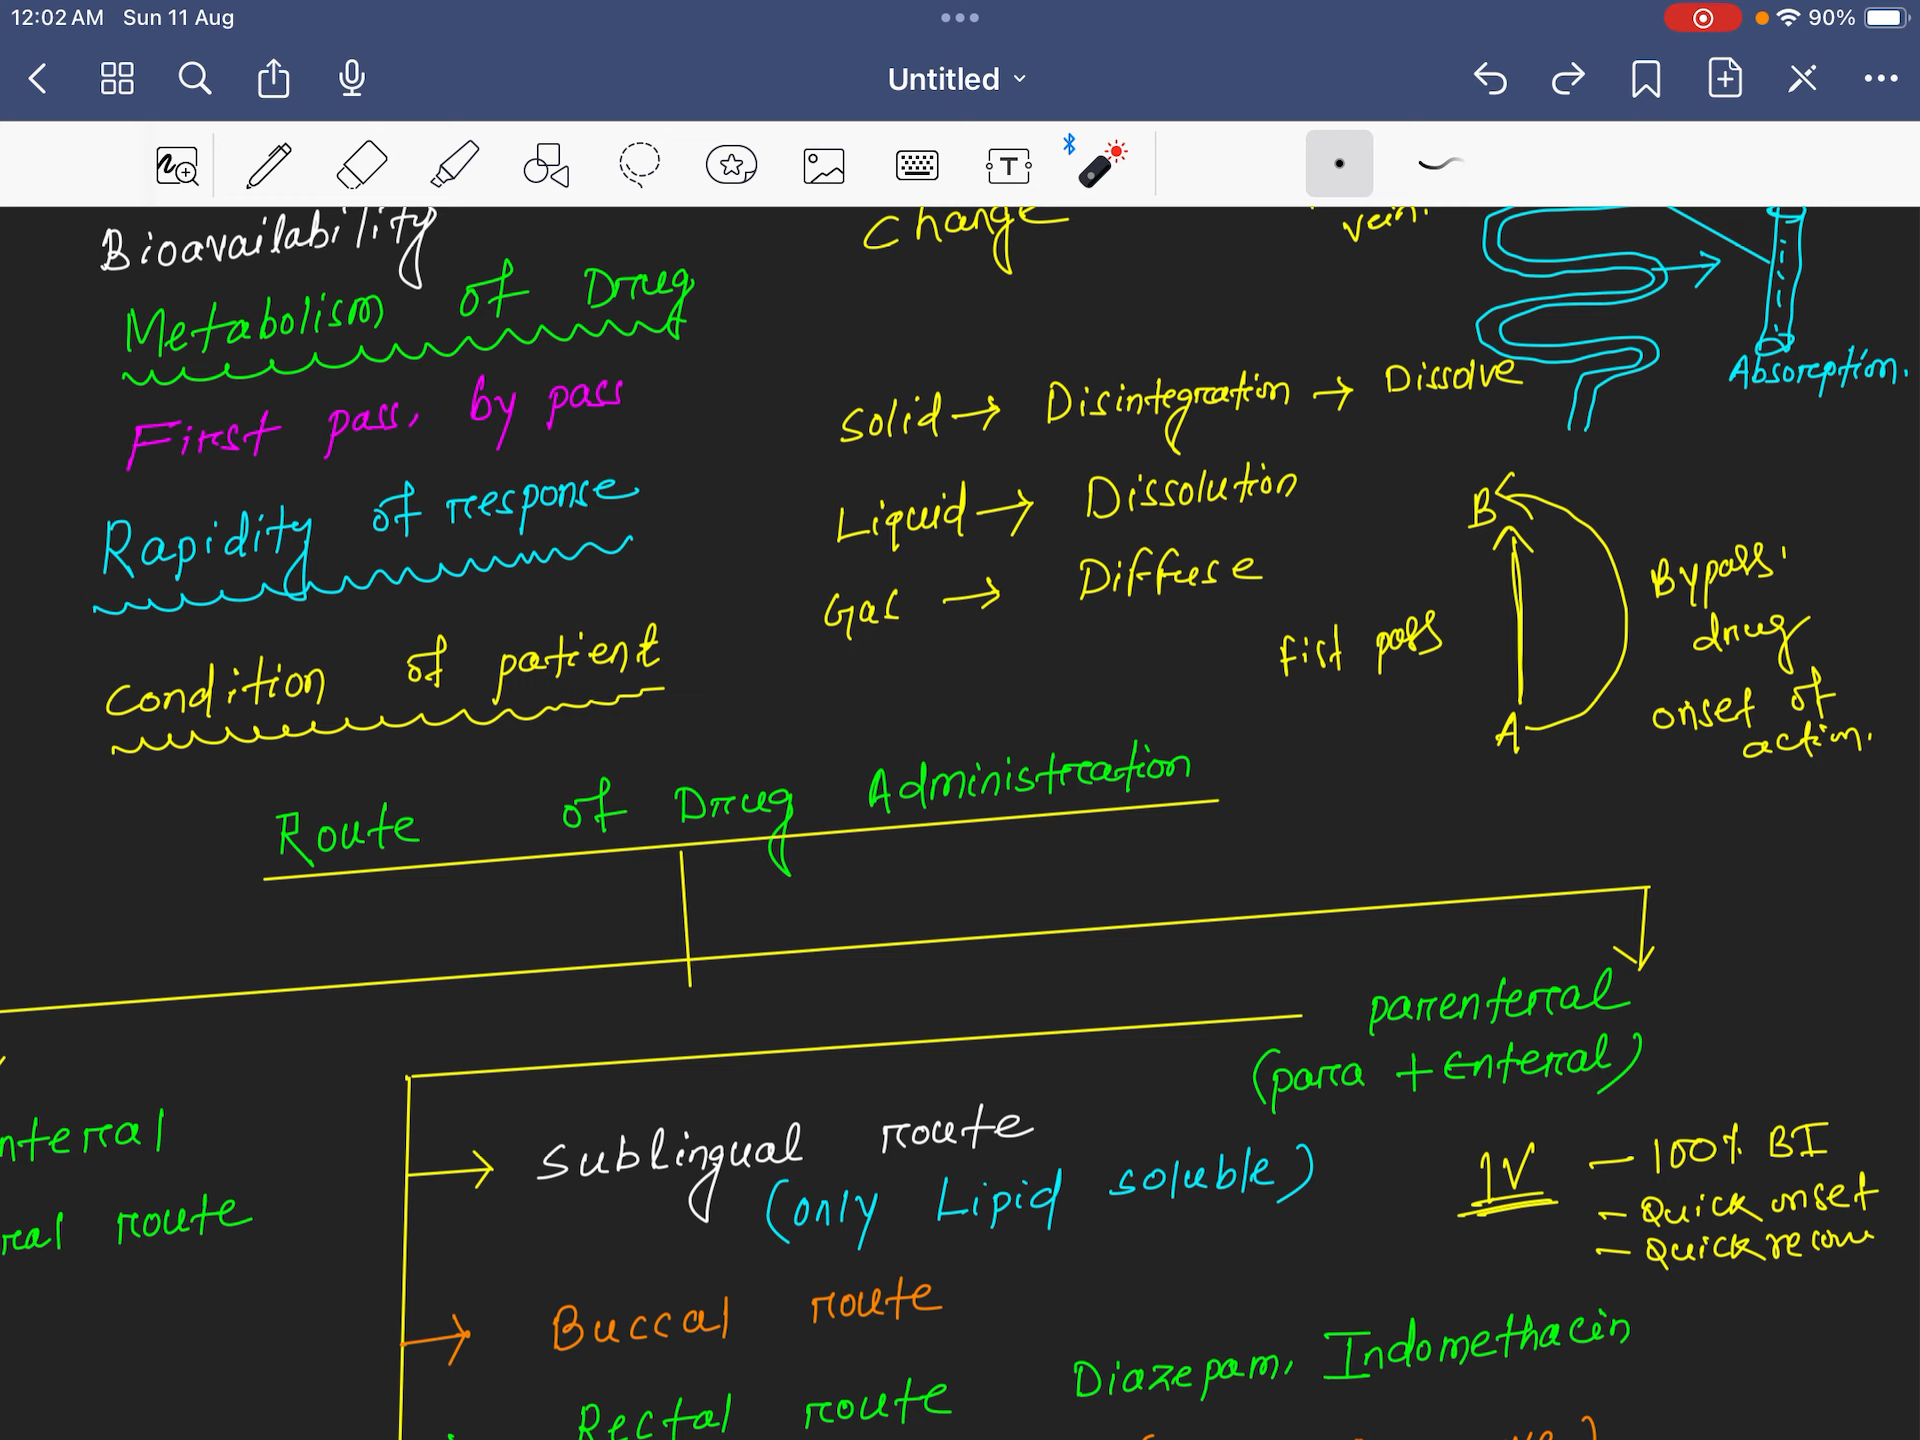 12:02 AM Sun 11 Aug
90%
Untitled
Bioavailability
Metabolism of Drug
First pass, by pass
Rapidity of response
Condition of patient
Change
vein.
Absorption.
Solid → Disintegration → Dissolve
Liquid → Dissolution
Gas → Diffuse
B
fist pass
A
Bypass.
drug
onset of
action.
Route of Drug Administration
parenteral
(para + Enteral)
nteral
ral route
Sublingual route
(only Lipid soluble)
IV
– 100% BI
– Quick onset
– Quick recov
Buccal route
Rectal route
Diazepam, Indomethacin